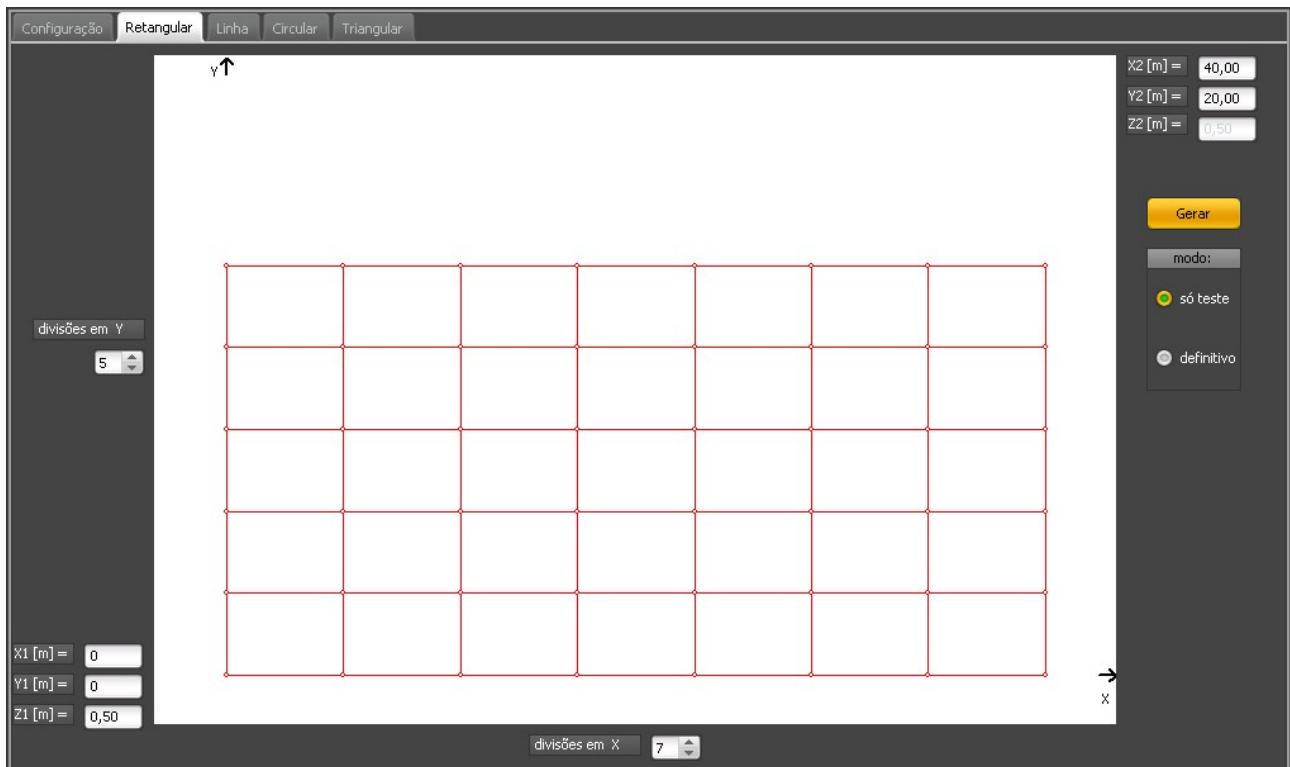 Configuração Retangular Linha Circular Triangular
Y
X2 [m] = 40,00
Y2 [m] = 20,00
Z2 [m] = 0,50
Gerar
modo:
só teste
definitivo
divisões em Y
5
X1 [m] = 0
Y1 [m] = 0
Z1 [m] = 0,50
X
divisões em X 7